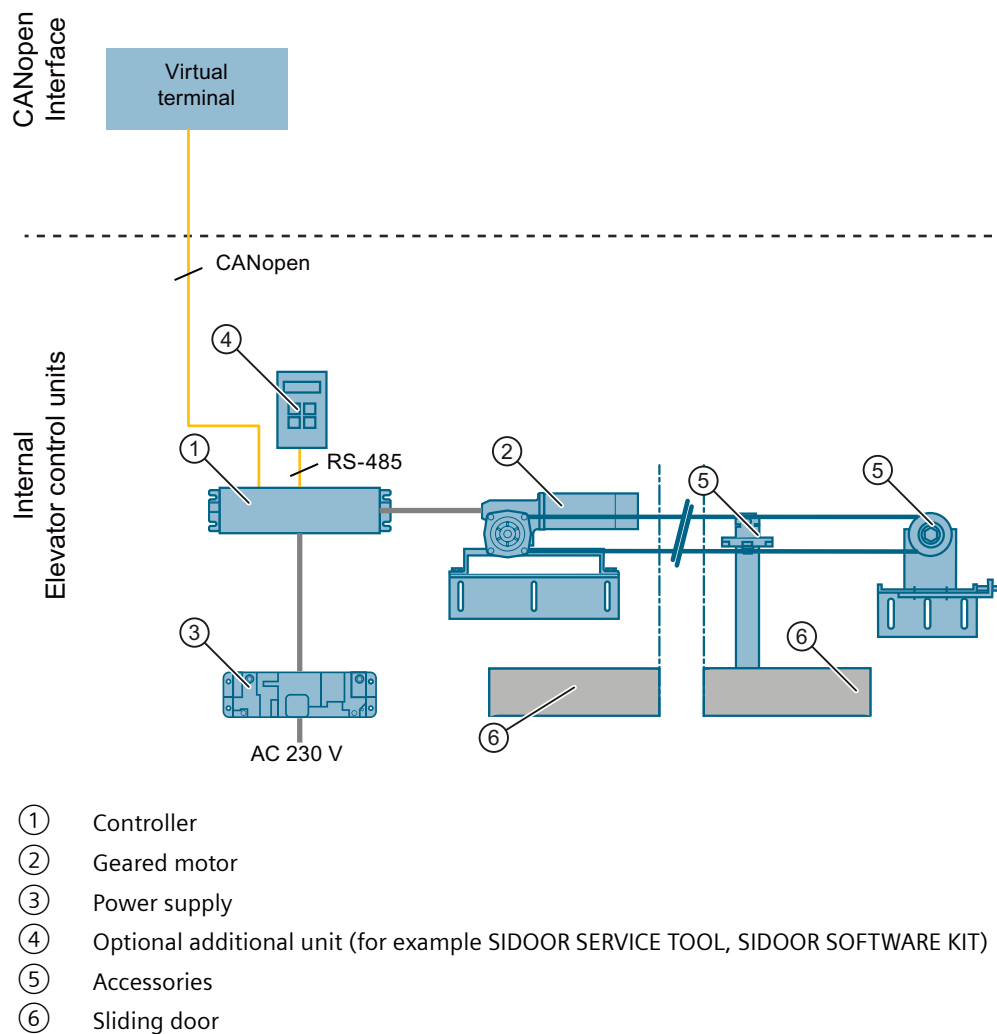 CANopen
Interface
Virtual
terminal
CANopen
Internal
Elevator control units
4
1
RS-485
2
5
5
3
6
6
AC 230 V
1 Controller
2 Geared motor
3 Power supply
4 Optional additional unit (for example SIDOOR SERVICE TOOL, SIDOOR SOFTWARE KIT)
5 Accessories
6 Sliding door